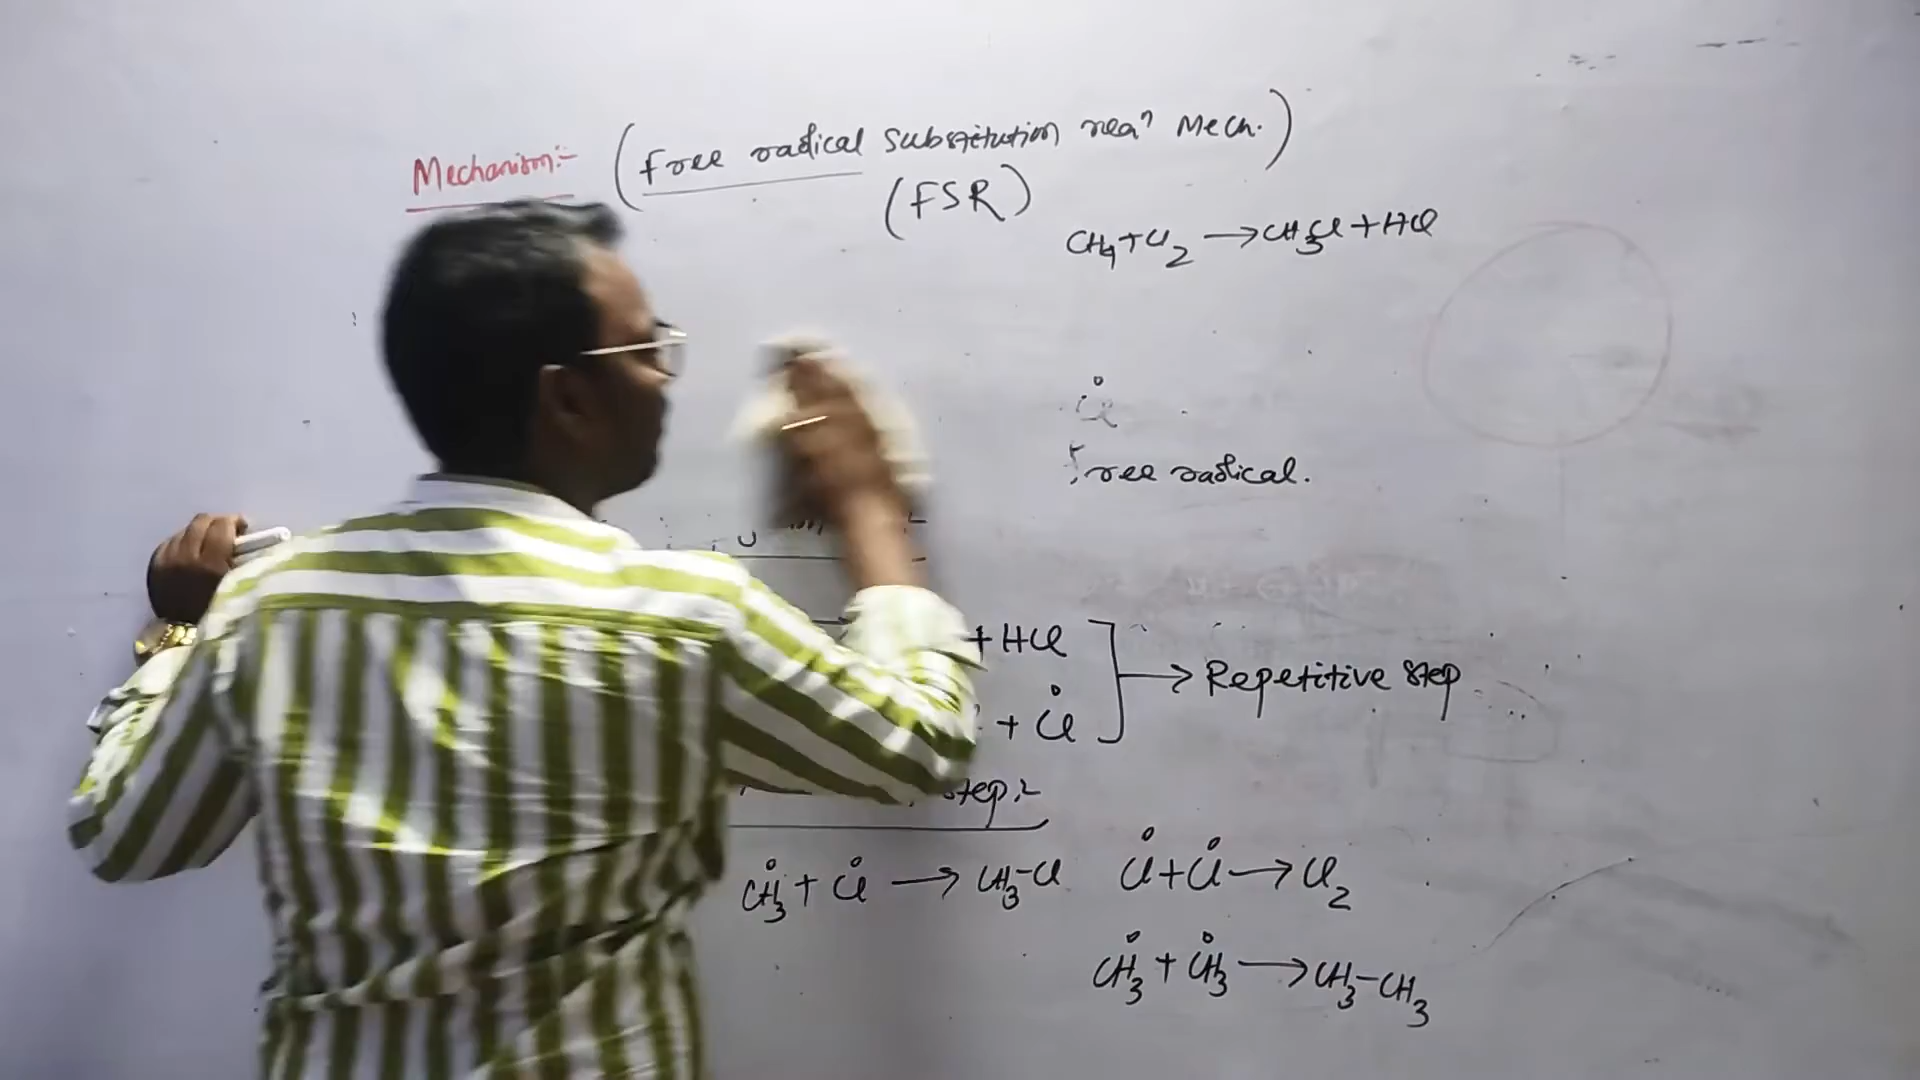 Mechanism:- (Free radical substitution reaⁿ Mech.)
(FSR)
CH₄+Cl₂ → CH₃Cl+HCl
Cl°
Free radical.
+ HCl
+ Cl° → Repetitive step
step:-
CH₃° + Cl° → CH₃-Cl Cl°+Cl° → Cl₂
CH₃° + CH₃° → CH₃-CH₃